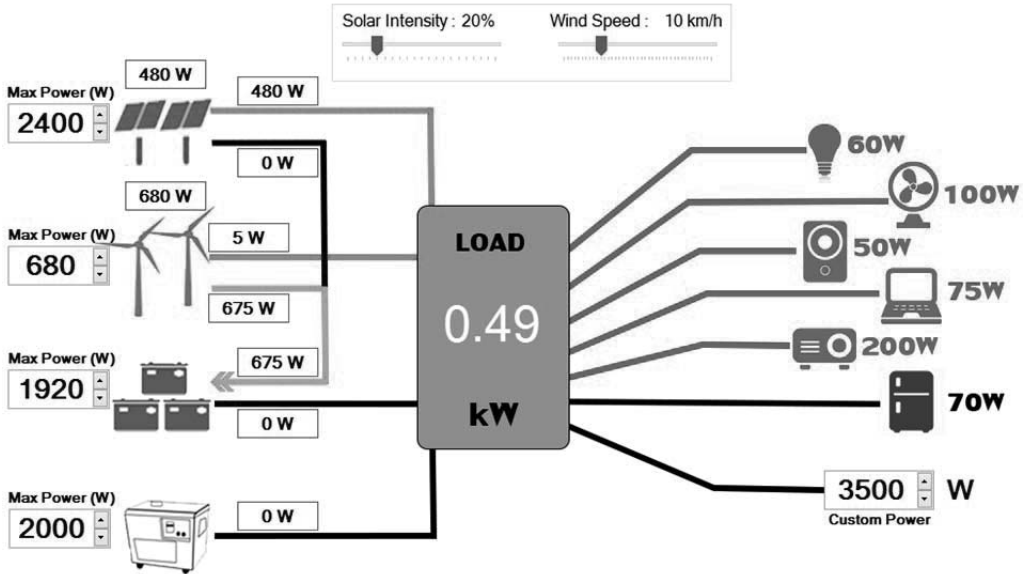 Solar Intensity : 20%
Wind Speed : 10 km/h
480 W
Max Power (W)
2400
480 W
0 W
60W
680 W
100W
Max Power (W)
680
5 W
LOAD
50W
675 W
0.49
75W
Max Power (W)
1920
675 W
200W
0 W
kW
70W
Max Power (W)
2000
0 W
3500 W
Custom Power